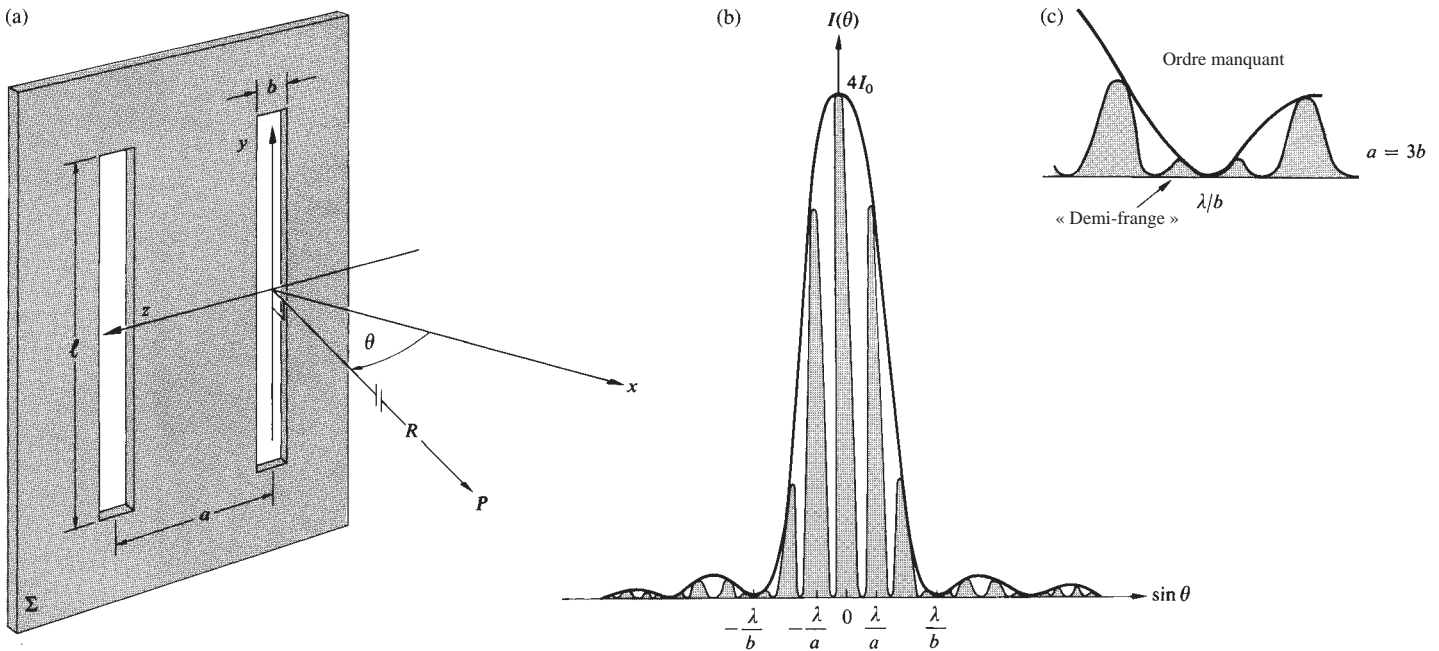 (a)
b
y
z
ℓ
θ
x
R
P
a
Σ
(b)
I(θ)
4I₀
−λ/b
−λ/a
0
λ/a
λ/b
sin θ
(c)
Ordre manquant
a = 3b
λ/b
« Demi-frange »